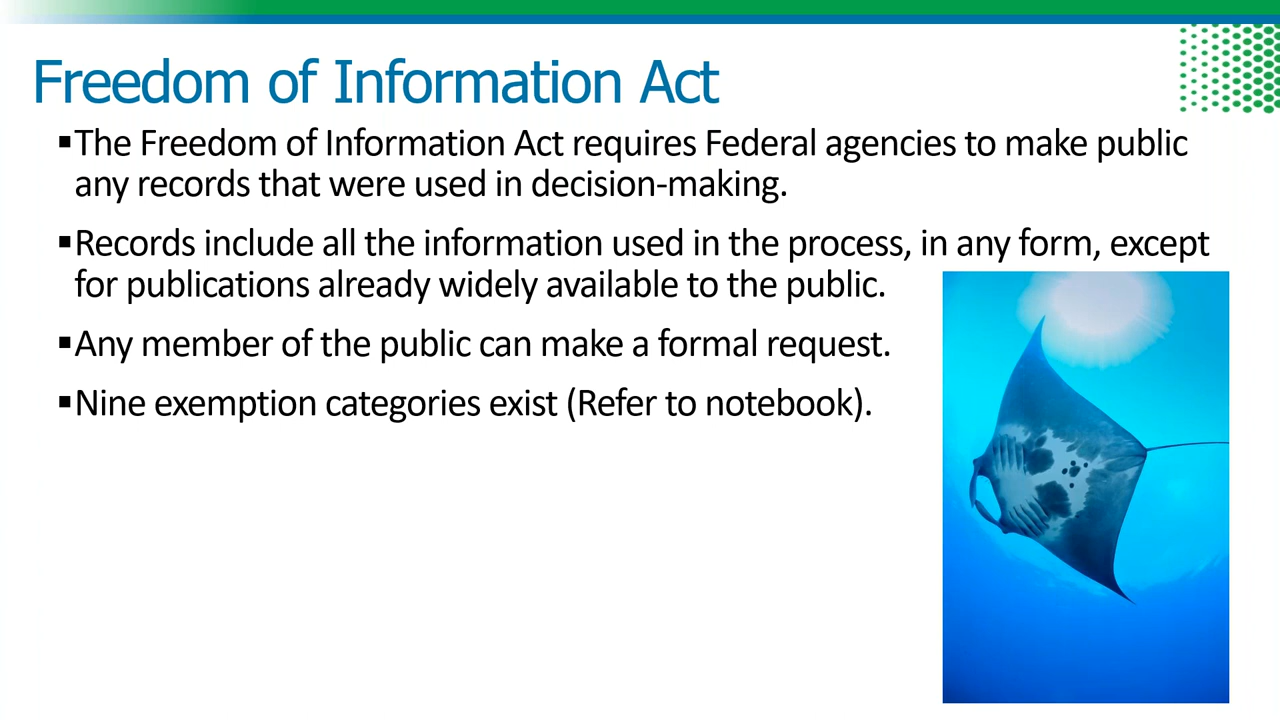 Freedom of Information Act
▪The Freedom of Information Act requires Federal agencies to make public
any records that were used in decision-making.
▪Records include all the information used in the process, in any form, except
for publications already widely available to the public.
▪Any member of the public can make a formal request.
▪Nine exemption categories exist (Refer to notebook).